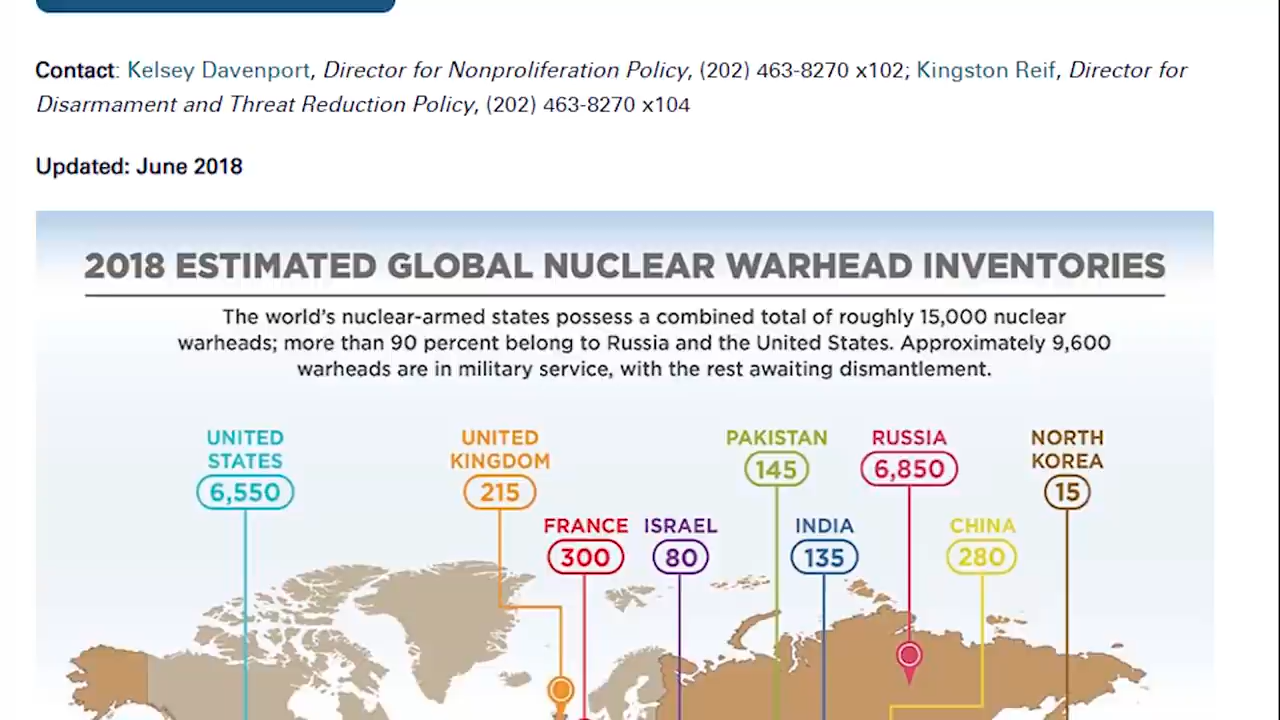 Contact: Kelsey Davenport, Director for Nonproliferation Policy, (202) 463-8270 x102; Kingston Reif, Director for
Disarmament and Threat Reduction Policy, (202) 463-8270 x104
Updated: June 2018
2018 ESTIMATED GLOBAL NUCLEAR WARHEAD INVENTORIES
The world's nuclear-armed states possess a combined total of roughly 15,000 nuclear
warheads; more than 90 percent belong to Russia and the United States. Approximately 9,600
warheads are in military service, with the rest awaiting dismantlement.
UNITED
STATES
6,550
UNITED
KINGDOM
215
FRANCE
300
ISRAEL
80
PAKISTAN
145
INDIA
135
RUSSIA
6,850
CHINA
280
NORTH
KOREA
15